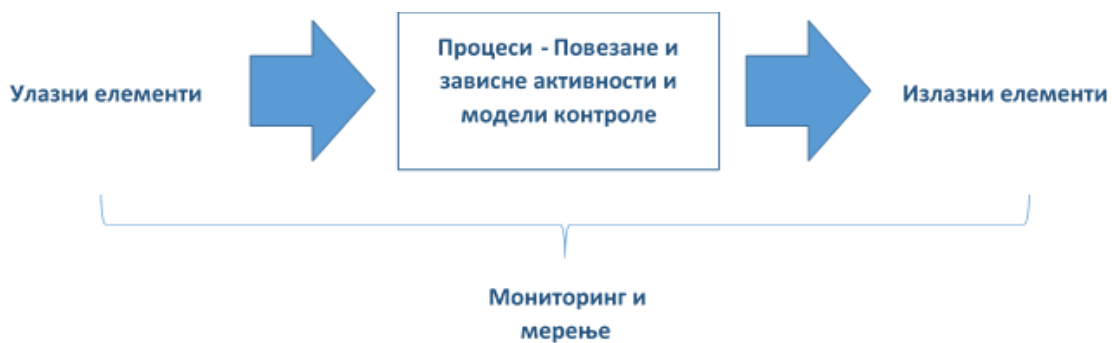 Процеси - Повезане и
зависне активности и
модели контроле
Улазни елементи
Излазни елементи
Мониторинг и
мерење